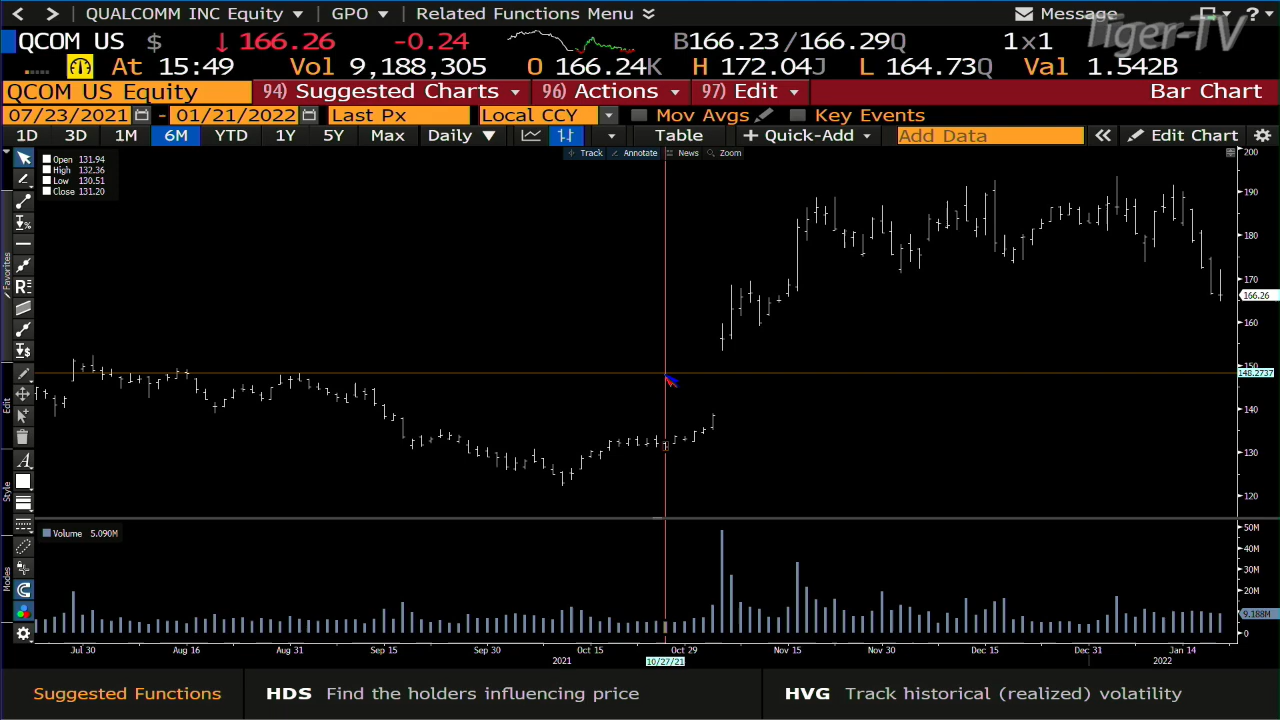 QUALCOMM INC Equity GPO Related Functions Menu Message ?
Tiger-TV
QCOM US $ ↓ 166.26 -0.24 B166.23 /166.29Q 1×1
At 15:49 Vol 9,188,305 O 166.24K H 172.04J L 164.73Q Val 1.542B
QCOM US Equity 94) Suggested Charts 96) Actions 97) Edit Bar Chart
07/23/2021 - 01/21/2022 Last Px Local CCY Mov Avgs Key Events
1D 3D 1M 6M YTD 1Y 5Y Max Daily ▼ Table + Quick-Add Add Data « Edit Chart
Track Annotate News Zoom
Open 131.94
High 132.36
Low 130.51
Close 131.20
200
190
180
170
166.26
160
150
148.2737
140
130
120
Favorites
Edit
Style
Modes
Volume 5.090M
50M
40M
30M
20M
9.188M
0
Jul 30 Aug 16 Aug 31 Sep 15 Sep 30 Oct 15 Oct 29 Nov 15 Nov 30 Dec 15 Dec 31 Jan 14
2021 10/27/21 2022
Suggested Functions HDS Find the holders influencing price HVG Track historical (realized) volatility